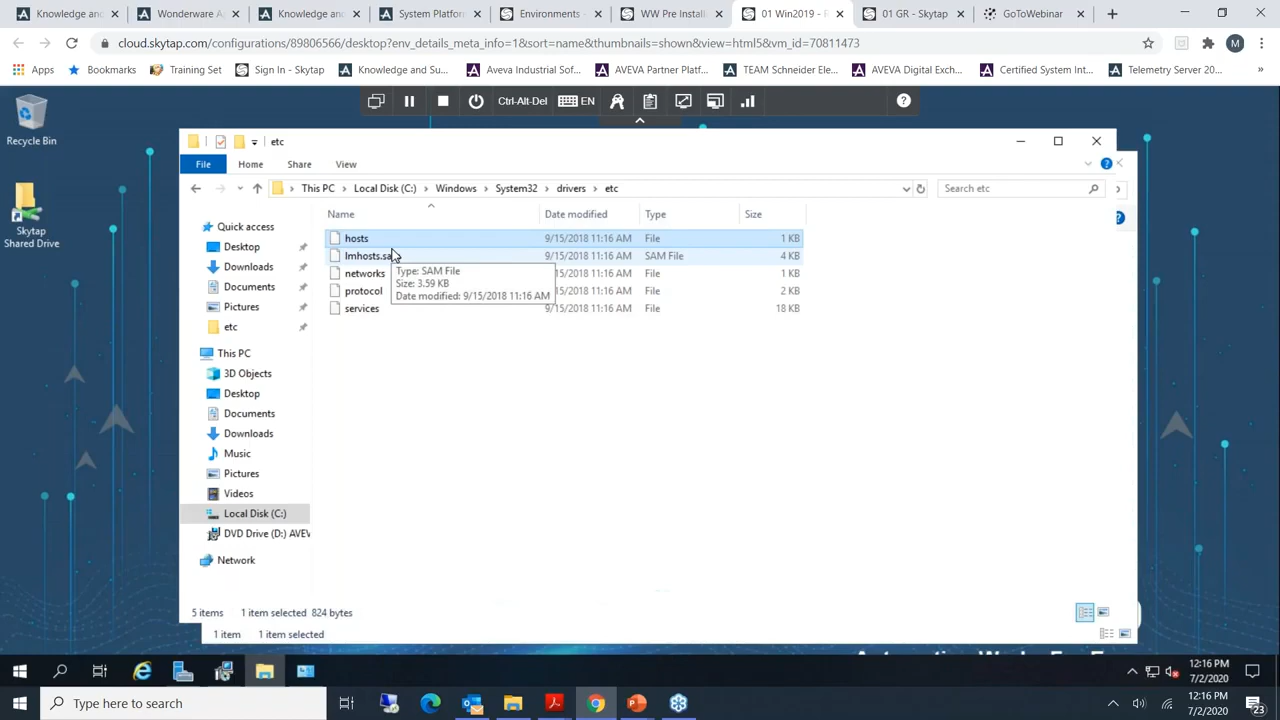 Knowledge and
Wonderware A
Knowledge and
System Platform
Environments -
WW Pre Install
01 Win2019 - R
01 GR - Skytap
GoToWebinar
cloud.skytap.com/configurations/89806566/desktop?env_details_meta_info=1&sort=name&thumbnails=shown&view=html5&vm_id=70811473
M
Apps
Bookmarks
Training Set
Sign In - Skytap
Knowledge and Su...
Aveva Industrial Sof...
AVEVA Partner Platf...
TEAM Schneider Ele...
AVEVA Digital Exch...
Certified System Int...
Telemetry Server 20...
»
Ctrl-Alt-Del
EN
Recycle Bin
Skytap
Shared Drive
etc
File
Home
Share
View
This PC
Local Disk (C:)
Windows
System32
drivers
etc
Search etc
Name
Date modified
Type
Size
hosts
9/15/2018 11:16 AM
File
1 KB
lmhosts.sa
9/15/2018 11:16 AM
SAM File
4 KB
networks
9/15/2018 11:16 AM
File
1 KB
protocol
9/15/2018 11:16 AM
File
2 KB
services
9/15/2018 11:16 AM
File
18 KB
Type: SAM File
Size: 3.59 KB
Date modified: 9/15/2018 11:16 AM
Quick access
Desktop
Downloads
Documents
Pictures
etc
This PC
3D Objects
Desktop
Documents
Downloads
Music
Pictures
Videos
Local Disk (C:)
DVD Drive (D:) AVEV
Network
5 items
1 item selected 824 bytes
1 item
1 item selected
12:16 PM
7/2/2020
Type here to search
12:16 PM
7/2/2020
23